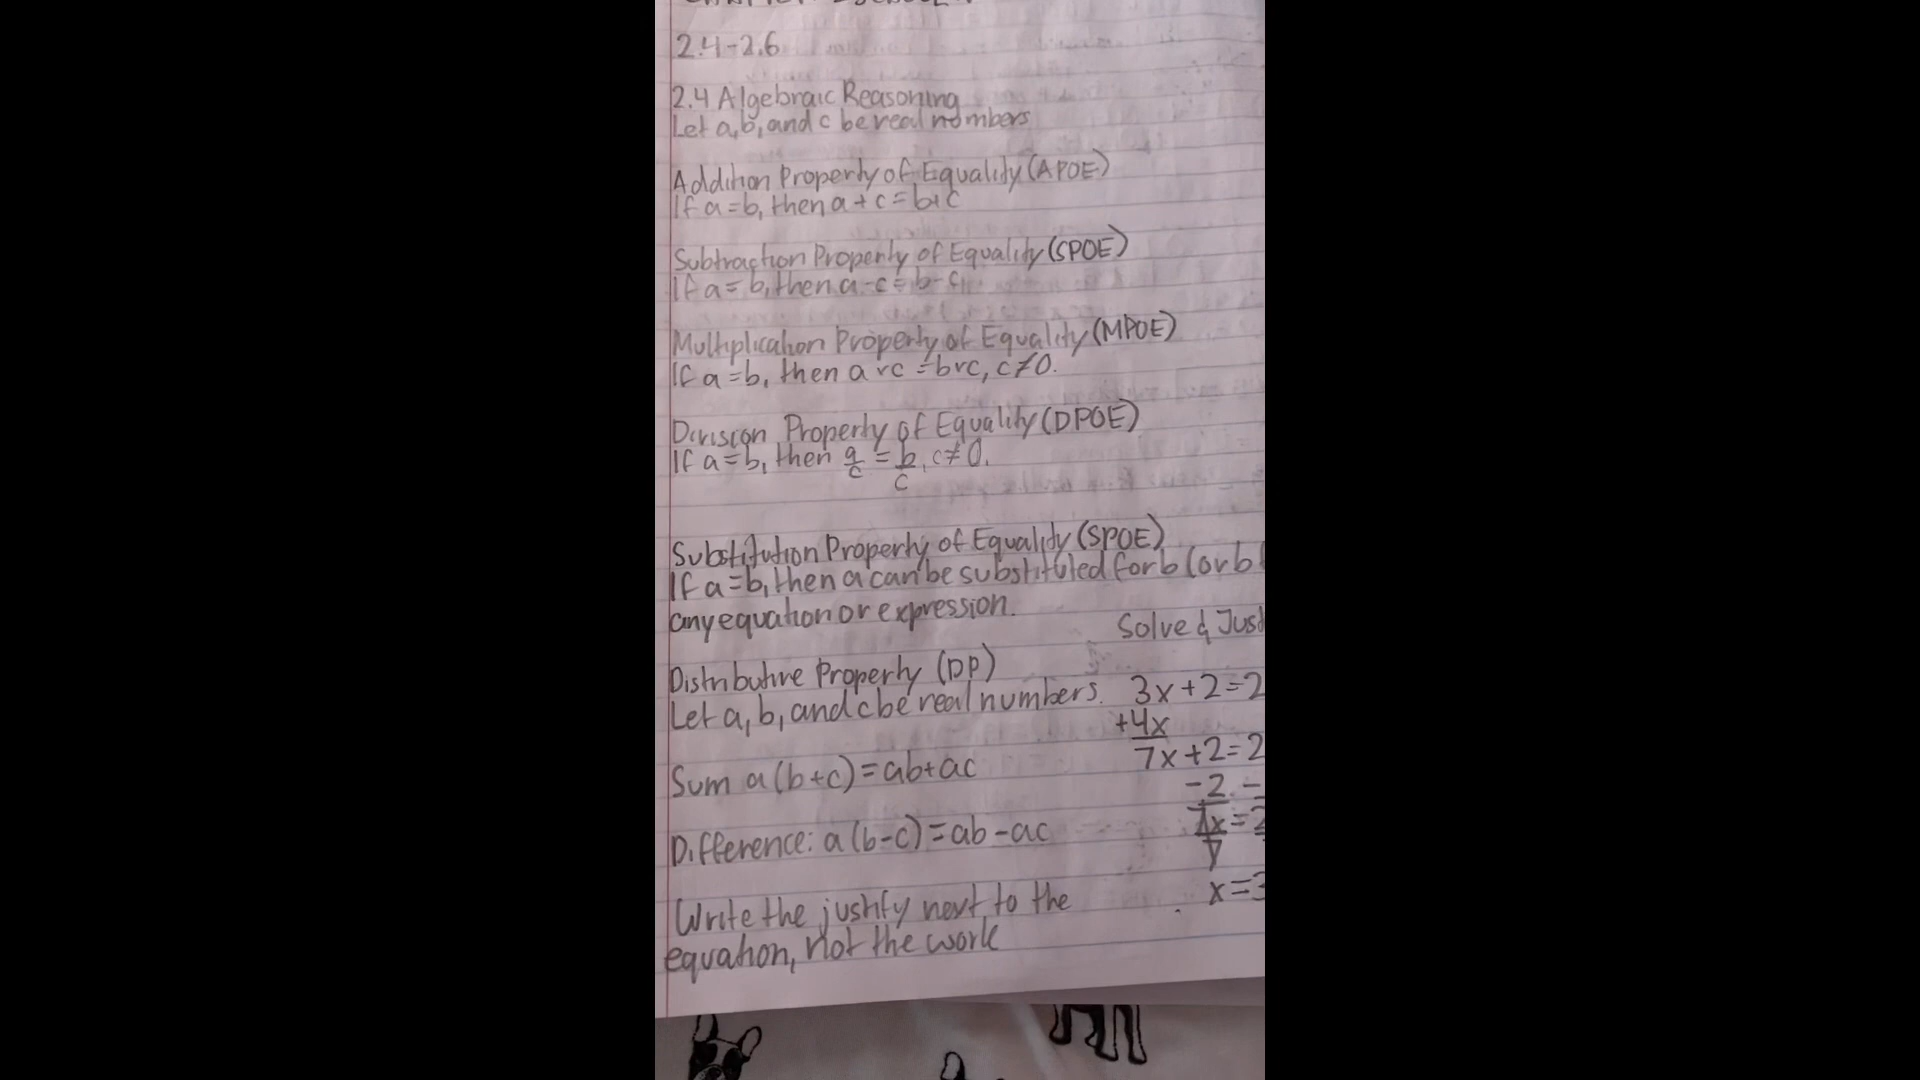 2.4-2.6
2.4 Algebraic Reasoning
Let a, b, and c be real numbers
Addition Property of Equality (APOE)
If a = b, then a + c = b+c
Subtraction Property of Equality (SPOE)
If a = b, then a - c = b - c
Multiplication Property of Equality (MPOE)
If a = b, then a · c = b · c, c ≠ 0.
Division Property of Equality (DPOE)
If a = b, then a/c = b/c, c ≠ 0.
Substitution Property of Equality (SPOE)
If a = b, then a can be substituted for b (or b
any equation or expression.
Solve & Just
Distributive Property (DP)
Let a, b, and c be real numbers.
3x + 2 = 2
+4x
7x + 2 = 2
Sum a(b+c) = ab+ac
-2 -
7x = 2
7
Difference: a(b-c) = ab - ac
x = 3
Write the justify next to the
equation, not the work